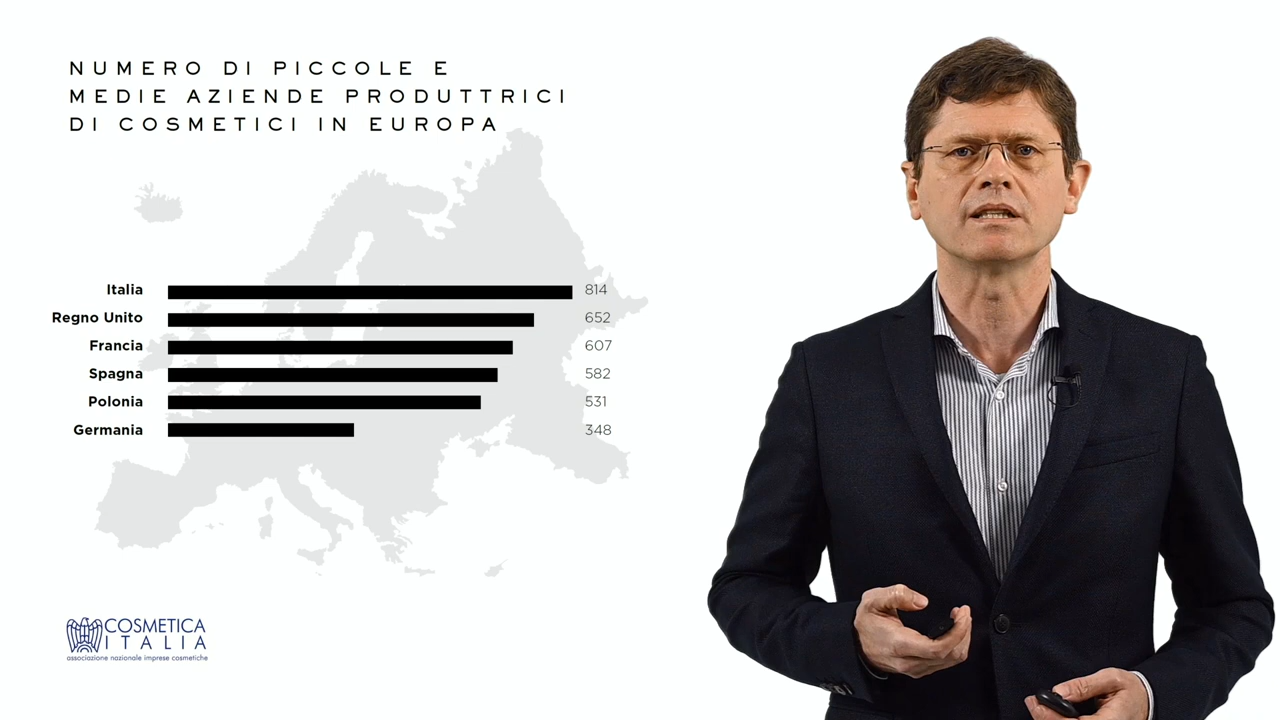 NUMERO DI PICCOLE E
MEDIE AZIENDE PRODUTTRICI
DI COSMETICI IN EUROPA
Italia 814
Regno Unito 652
Francia 607
Spagna 582
Polonia 531
Germania 348
COSMETICA
ITALIA
associazione nazionale imprese cosmetiche